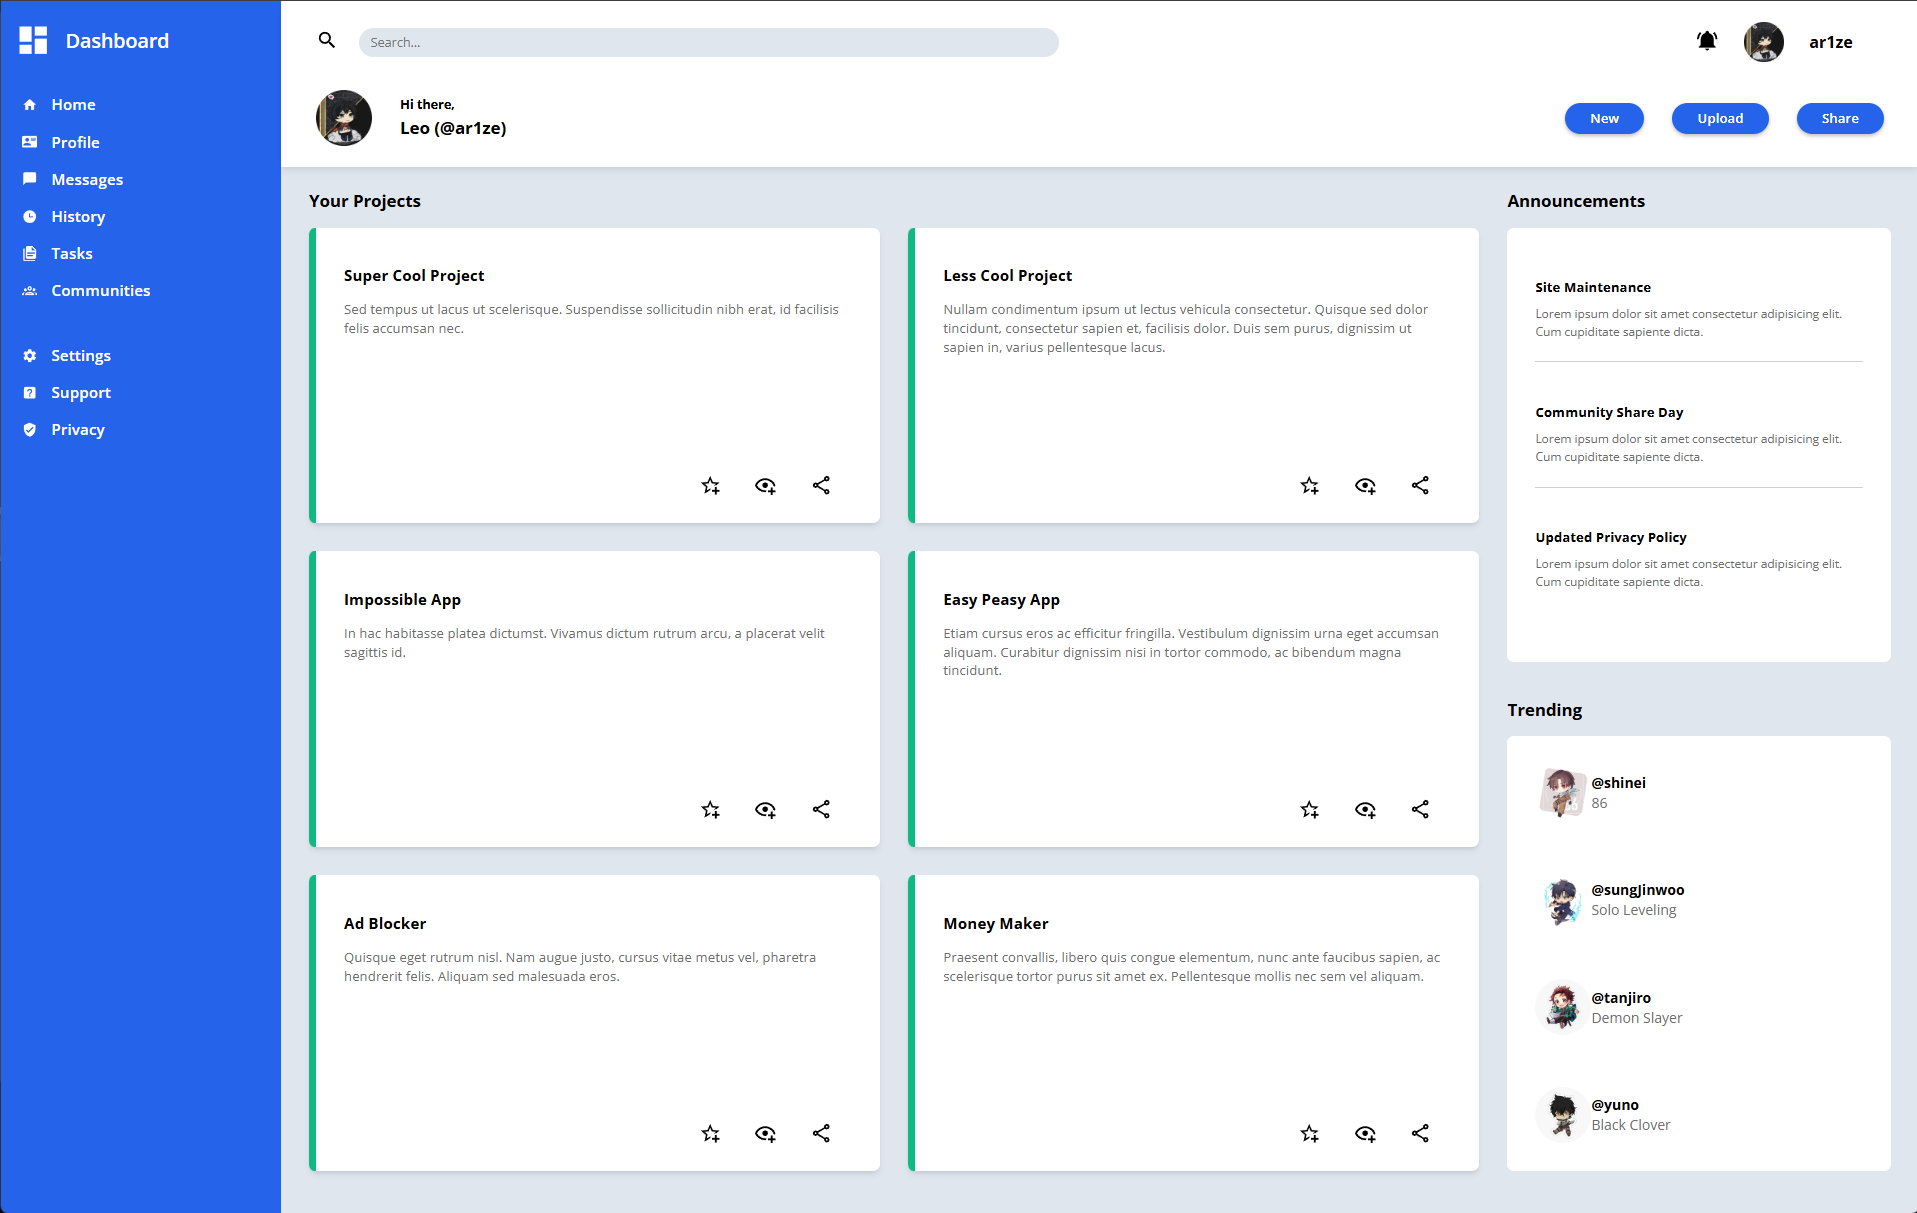 Dashboard
Home
Profile
Messages
History
Tasks
Communities
Settings
Support
Privacy
Search...
ar1ze
Hi there,
Leo (@ar1ze)
New
Upload
Share
Your Projects
Super Cool Project
Sed tempus ut lacus ut scelerisque. Suspendisse sollicitudin nibh erat, id facilisis
felis accumsan nec.
Less Cool Project
Nullam condimentum ipsum ut lectus vehicula consectetur. Quisque sed dolor
tincidunt, consectetur sapien et, facilisis dolor. Duis sem purus, dignissim ut
sapien in, varius pellentesque lacus.
Impossible App
In hac habitasse platea dictumst. Vivamus dictum rutrum arcu, a placerat velit
sagittis id.
Easy Peasy App
Etiam cursus eros ac efficitur fringilla. Vestibulum dignissim urna eget accumsan
aliquam. Curabitur dignissim nisi in tortor commodo, ac bibendum magna
tincidunt.
Ad Blocker
Quisque eget rutrum nisl. Nam augue justo, cursus vitae metus vel, pharetra
hendrerit felis. Aliquam sed malesuada eros.
Money Maker
Praesent convallis, libero quis congue elementum, nunc ante faucibus sapien, ac
scelerisque tortor purus sit amet ex. Pellentesque mollis nec sem vel aliquam.
Announcements
Site Maintenance
Lorem ipsum dolor sit amet consectetur adipisicing elit.
Cum cupiditate sapiente dicta.
Community Share Day
Lorem ipsum dolor sit amet consectetur adipisicing elit.
Cum cupiditate sapiente dicta.
Updated Privacy Policy
Lorem ipsum dolor sit amet consectetur adipisicing elit.
Cum cupiditate sapiente dicta.
Trending
@shinei
86
@sungJinwoo
Solo Leveling
@tanjiro
Demon Slayer
@yuno
Black Clover